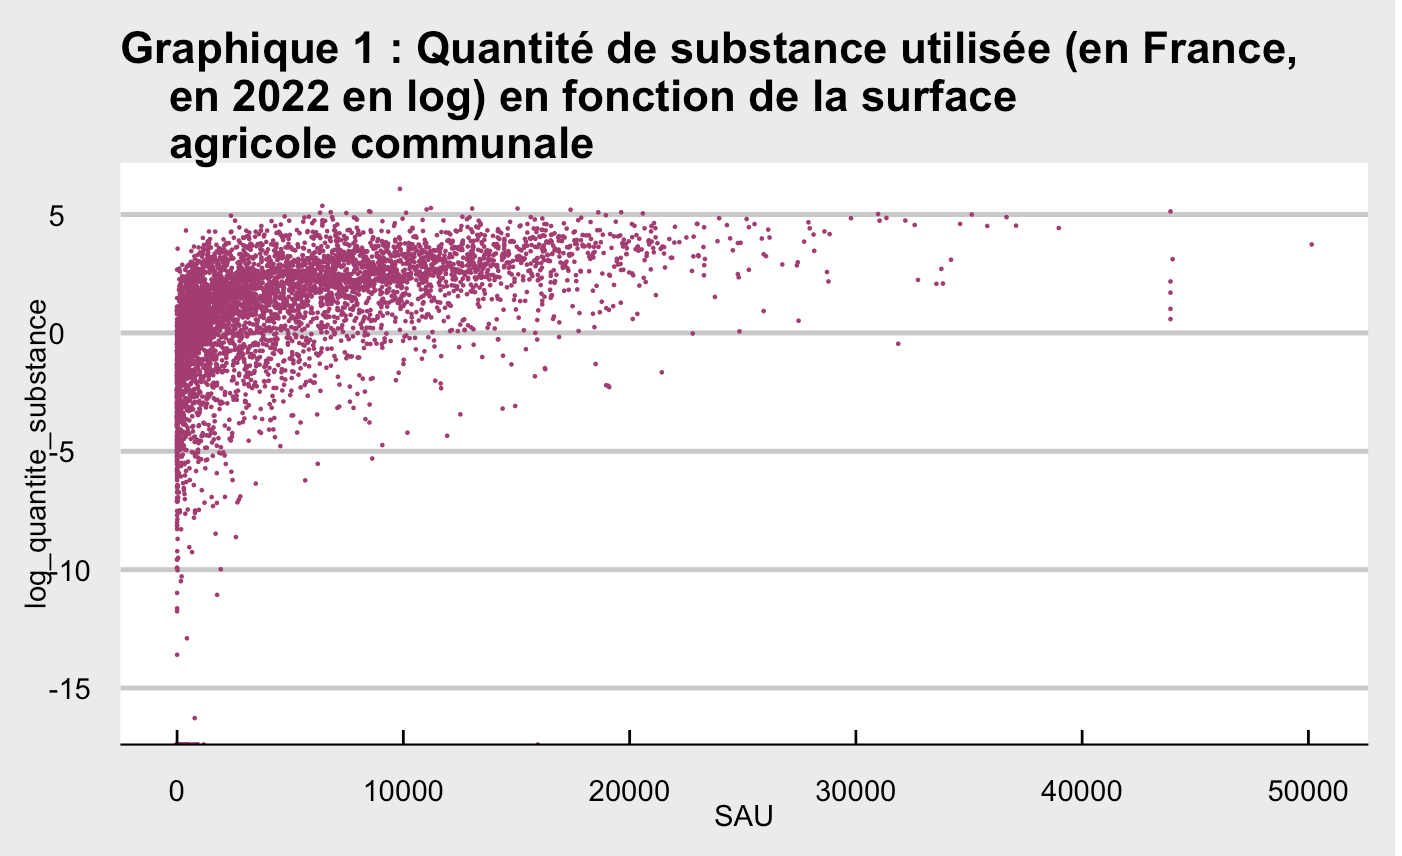 Graphique 1 : Quantité de substance utilisée (en France,
en 2022 en log) en fonction de la surface
agricole communale
log_quantite_substance
5
0
-5
-10
-15
0 10000 20000 30000 40000 50000
SAU